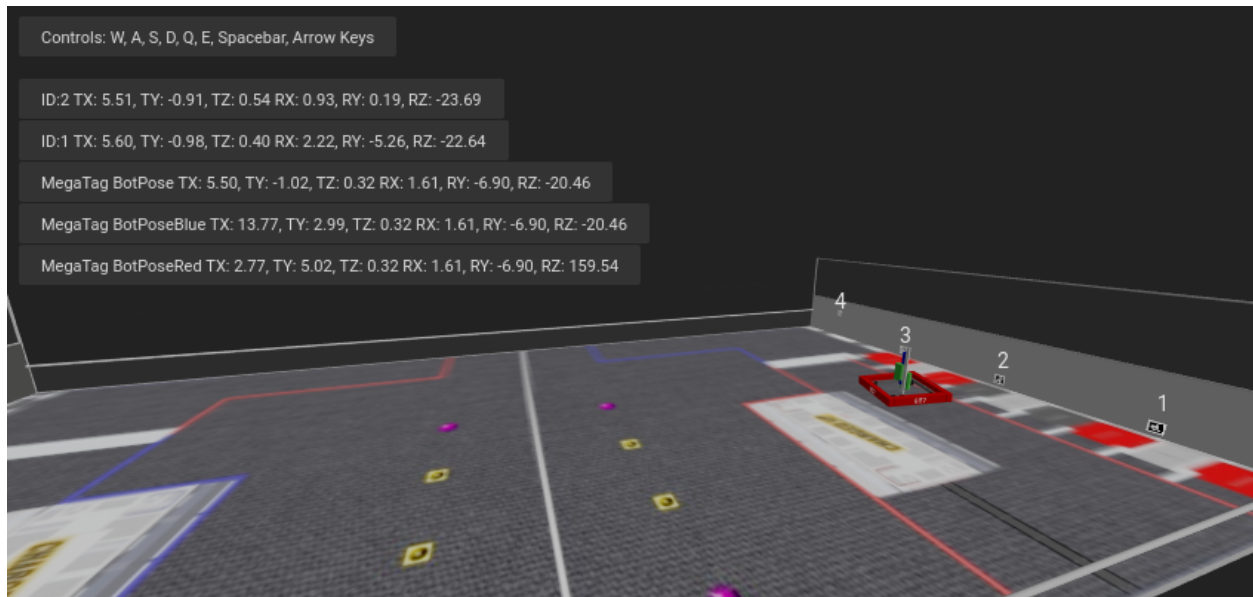 Controls: W, A, S, D, Q, E, Spacebar, Arrow Keys
ID:2 TX: 5.51, TY: -0.91, TZ: 0.54 RX: 0.93, RY: 0.19, RZ: -23.69
ID:1 TX: 5.60, TY: -0.98, TZ: 0.40 RX: 2.22, RY: -5.26, RZ: -22.64
MegaTag BotPose TX: 5.50, TY: -1.02, TZ: 0.32 RX: 1.61, RY: -6.90, RZ: -20.46
MegaTag BotPoseBlue TX: 13.77, TY: 2.99, TZ: 0.32 RX: 1.61, RY: -6.90, RZ: -20.46
MegaTag BotPoseRed TX: 2.77, TY: 5.02, TZ: 0.32 RX: 1.61, RY: -6.90, RZ: 159.54
4
3
2
1